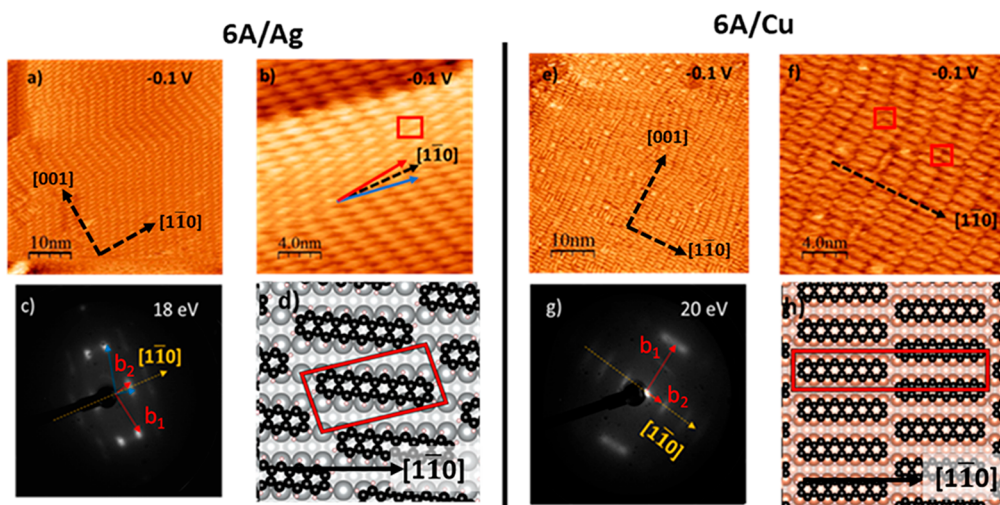 6A/Ag
6A/Cu
a)
-0.1 V
[001]
[11̅0]
10nm
b)
-0.1 V
[11̅0]
4.0nm
e)
-0.1 V
[001]
[11̅0]
10nm
f)
-0.1 V
[11̅0]
4.0nm
c)
18 eV
b2
[11̅0]
b1
d)
[11̅0]
g)
20 eV
b1
b2
[11̅0]
h)
[11̅0]